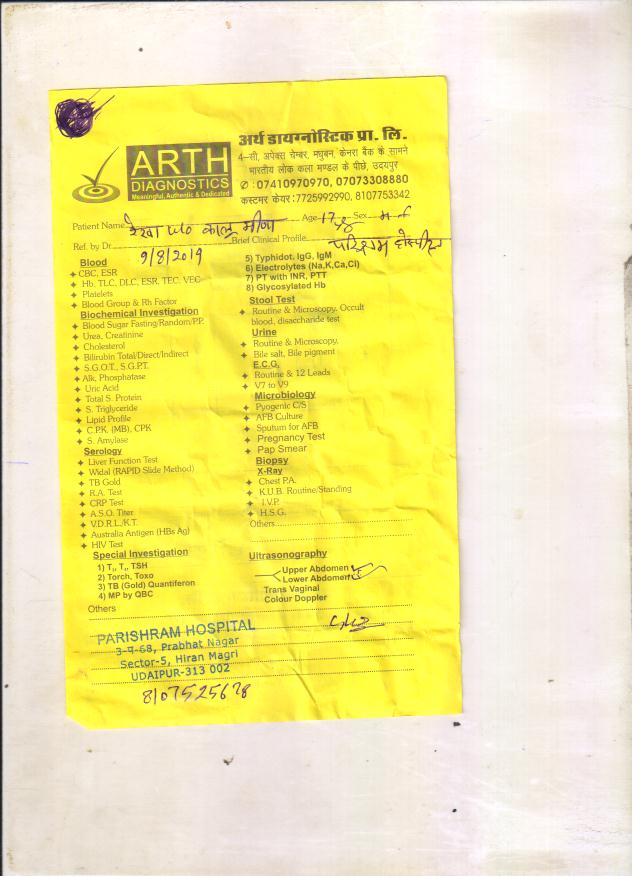 अर्थ डायग्नोस्टिक प्रा. लि.
ARTH
DIAGNOSTICS
Meaningful, Authentic & Dedicated
4-सी, अपेक्स चेम्बर, मधुबन, केनरा बैंक के सामने
भारतीय लोक कला मण्डल के पीछे, उदयपुर
✆ : 07410970970, 07073308880
कस्टमर केयर : 7725992990, 8107753342
Patient Name रेखा w/o कालू मीणा Age Sex
Ref. by Dr. 9/8/2019 Brief Clinical Profile परिश्रम
Blood
CBC, ESR
Hb, TLC, DLC, ESR, TEC, VEC
Platelets
Blood Group & Rh Factor
Biochemical Investigation
Blood Sugar Fasting/Random/P.P.
Urea, Creatinine
Cholesterol
Bilirubin Total/Direct/Indirect
S.G.O.T., S.G.P.T.
Alk. Phosphatase
Uric Acid
Total S. Protein
S. Triglyceride
Lipid Profile
C.P.K. (MB), CPK
S. Amylase
Serology
Liver Function Test
Widal (RAPID Slide Method)
TB Gold
R.A. Test
CRP Test
A.S.O. Titer
V.D.R.L./K.T.
Australia Antigen (HBs Ag)
HIV Test
Special Investigation
1) T₃, T₄, TSH
2) Torch, Toxo
3) TB (Gold) Quantiferon
4) MP by QBC
5) Typhidot, IgG, IgM
6) Electrolytes (Na,K,Ca,Cl)
7) PT with INR, PTT
8) Glycosylated Hb
Stool Test
Routine & Microscopy, Occult
blood, disaccharide test
Urine
Routine & Microscopy,
Bile salt, Bile pigment
E.C.G.
Routine & 12 Leads
V7 to V9
Microbiology
Pyogenic C/S
AFB Culture
Sputum for AFB
Pregnancy Test
Pap Smear
Biopsy
X-Ray
Chest P.A.
K.U.B. Routine/Standing
I.V.P.
H.S.G.
Others
Ultrasonography
Upper Abdomen
Lower Abdomen
Trans Vaginal
Colour Doppler
Others
PARISHRAM HOSPITAL
3-प-68, Prabhat Nagar
Sector-5, Hiran Magri
UDAIPUR-313 002
8107525678